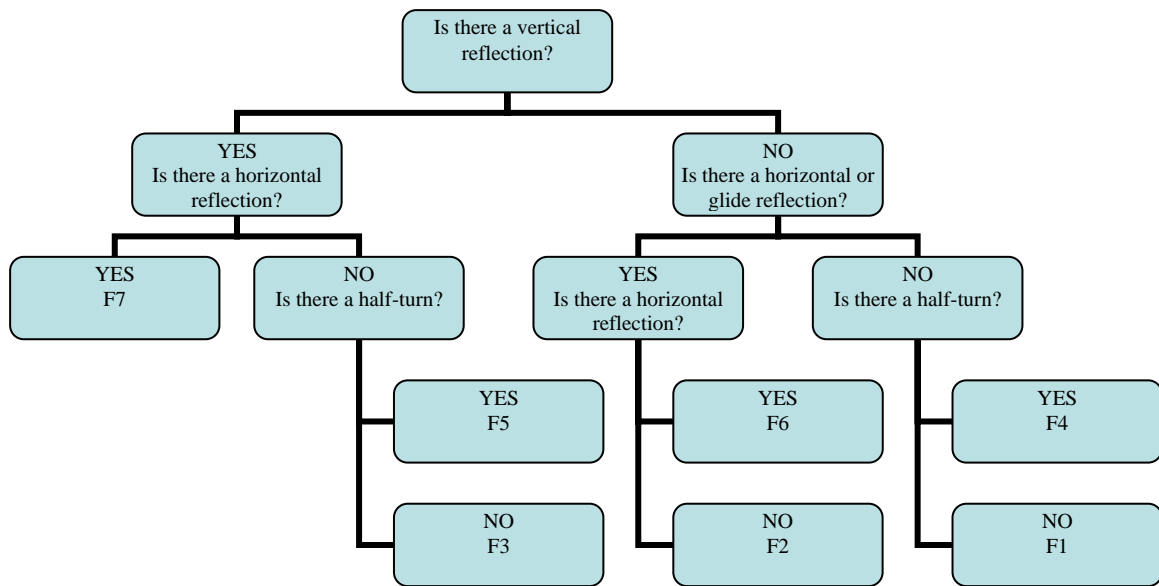 Is there a vertical
reflection?
YES
Is there a horizontal
reflection?
NO
Is there a horizontal or
glide reflection?
YES
F7
NO
Is there a half-turn?
YES
Is there a horizontal
reflection?
NO
Is there a half-turn?
YES
F5
YES
F6
YES
F4
NO
F3
NO
F2
NO
F1